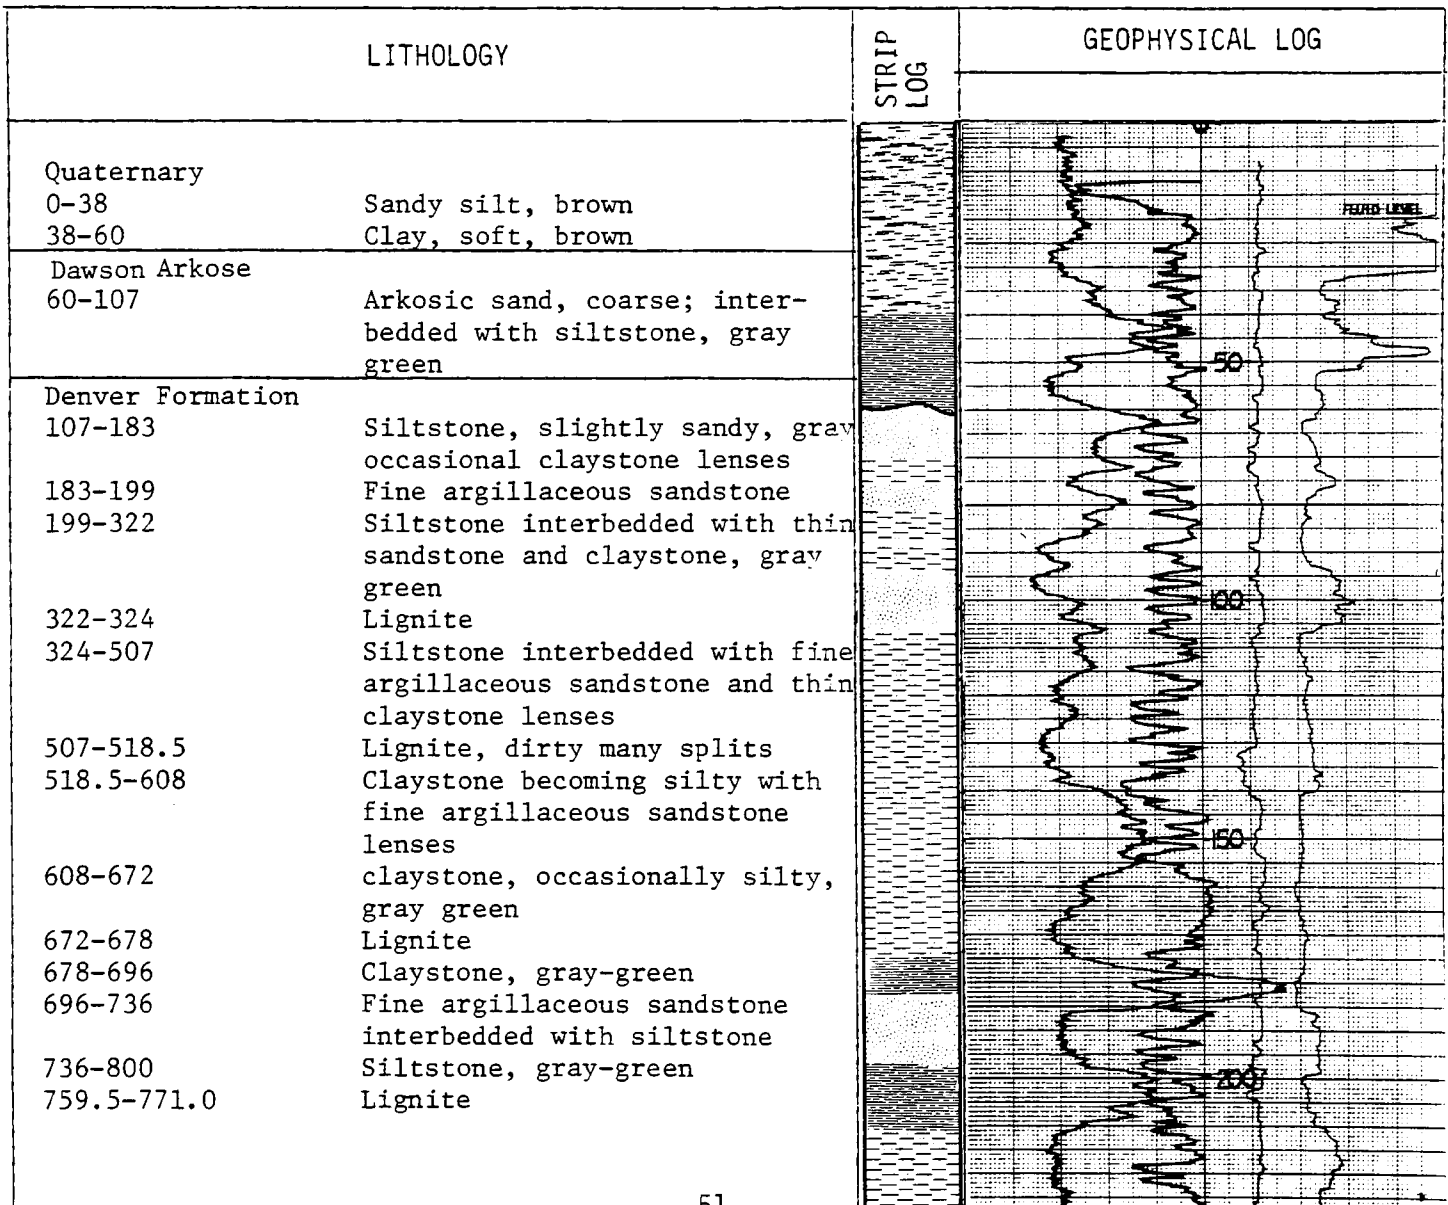 LITHOLOGY
STRIP LOG
GEOPHYSICAL LOG
Quaternary
0-38 Sandy silt, brown
38-60 Clay, soft, brown
Dawson Arkose
60-107 Arkosic sand, coarse; inter-
bedded with siltstone, gray
green
Denver Formation
107-183 Siltstone, slightly sandy, gray
occasional claystone lenses
183-199 Fine argillaceous sandstone
199-322 Siltstone interbedded with thin
sandstone and claystone, gray
green
322-324 Lignite
324-507 Siltstone interbedded with fine
argillaceous sandstone and thin
claystone lenses
507-518.5 Lignite, dirty many splits
518.5-608 Claystone becoming silty with
fine argillaceous sandstone
lenses
608-672 claystone, occasionally silty,
gray green
672-678 Lignite
678-696 Claystone, gray-green
696-736 Fine argillaceous sandstone
interbedded with siltstone
736-800 Siltstone, gray-green
759.5-771.0 Lignite
FLUID LEVEL
50
100
150
200
51